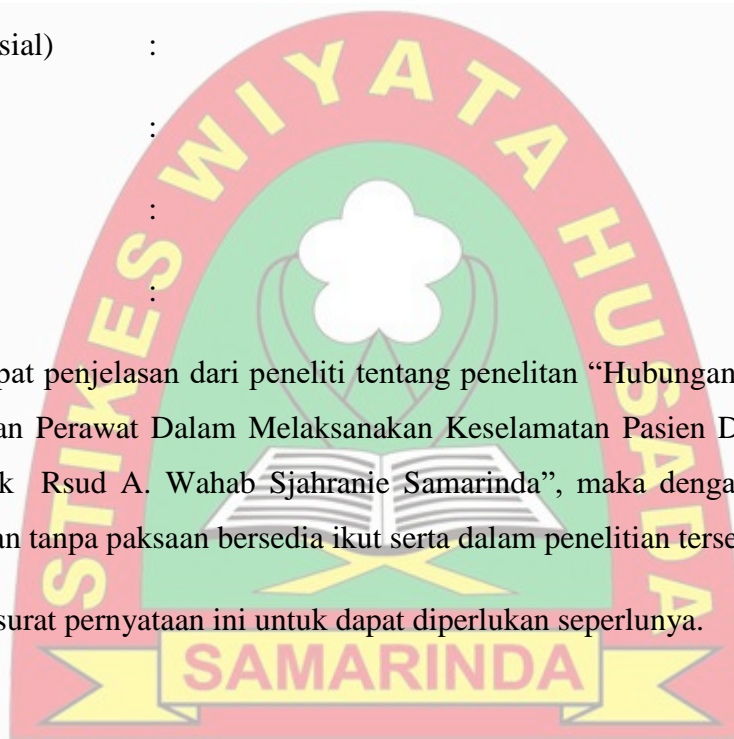 sial) :
:
:
:
pat penjelasan dari peneliti tentang penelitan “Hubungan
an Perawat Dalam Melaksanakan Keselamatan Pasien D
k Rsud A. Wahab Sjahranie Samarinda”, maka denga
an tanpa paksaan bersedia ikut serta dalam penelitian terse
surat pernyataan ini untuk dapat diperlukan seperlunya.
STIKES WIYATA HUSADA
SAMARINDA